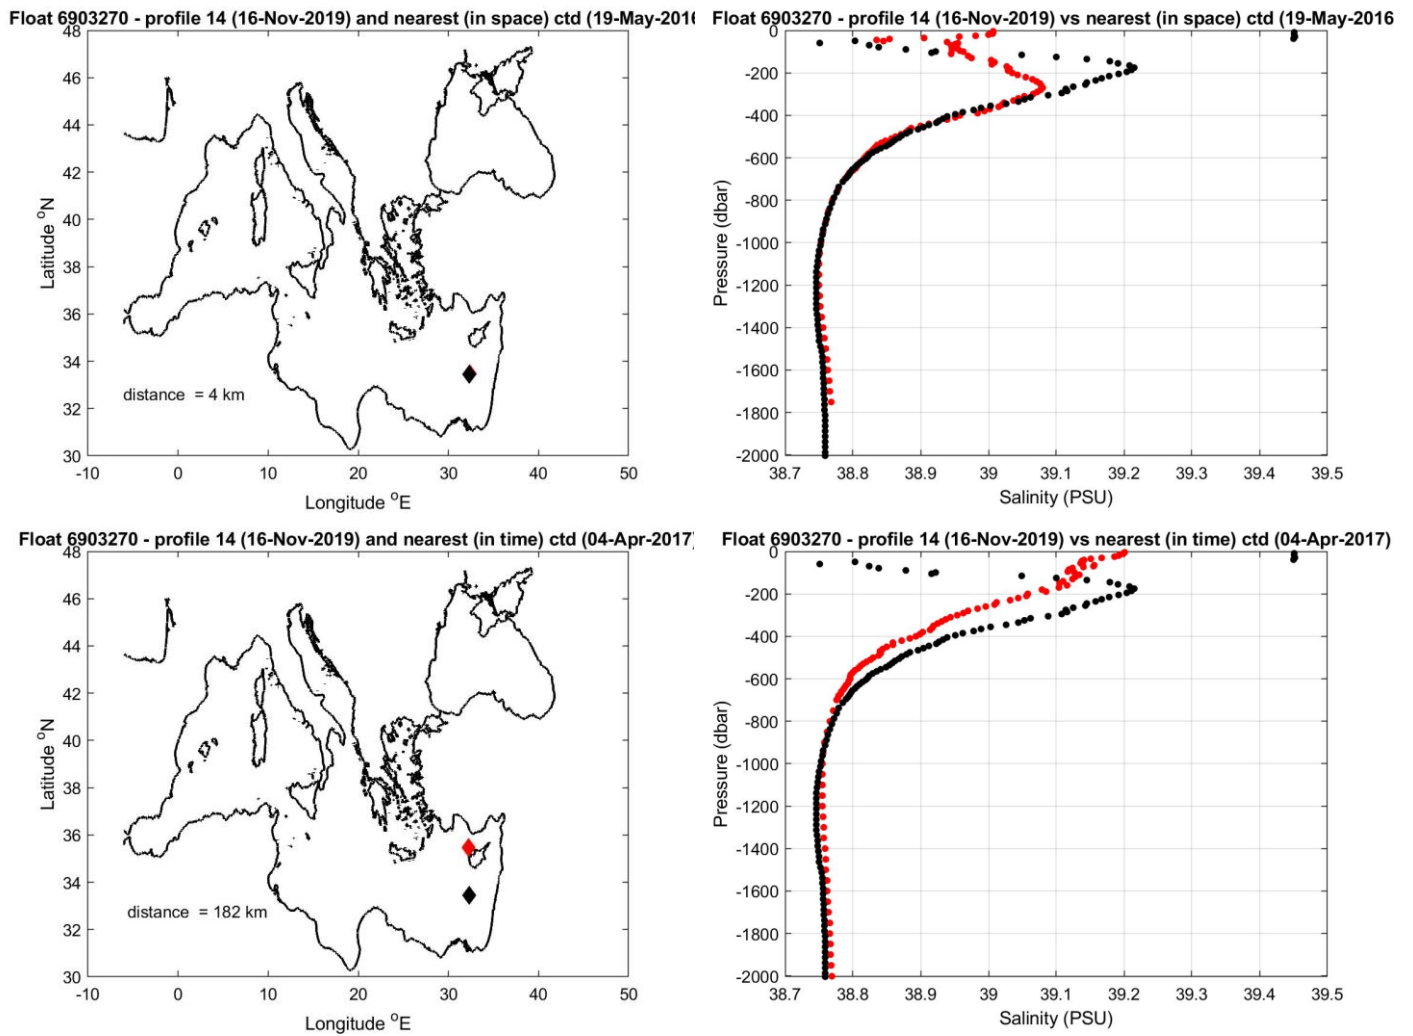 Float 6903270 - profile 14 (16-Nov-2019) and nearest (in space) ctd (19-May-2016
48
46
44
42
40
38
36
34
32
30
Latitude °N
distance = 4 km
-10 0 10 20 30 40 50
Longitude °E
Float 6903270 - profile 14 (16-Nov-2019) vs nearest (in space) ctd (19-May-2016
0
-200
-400
-600
-800
-1000
-1200
-1400
-1600
-1800
-2000
Pressure (dbar)
38.7 38.8 38.9 39 39.1 39.2 39.3 39.4 39.5
Salinity (PSU)
Float 6903270 - profile 14 (16-Nov-2019) and nearest (in time) ctd (04-Apr-2017)
48
46
44
42
40
38
36
34
32
30
Latitude °N
distance = 182 km
-10 0 10 20 30 40 50
Longitude °E
Float 6903270 - profile 14 (16-Nov-2019) vs nearest (in time) ctd (04-Apr-2017)
0
-200
-400
-600
-800
-1000
-1200
-1400
-1600
-1800
-2000
Pressure (dbar)
38.7 38.8 38.9 39 39.1 39.2 39.3 39.4 39.5
Salinity (PSU)